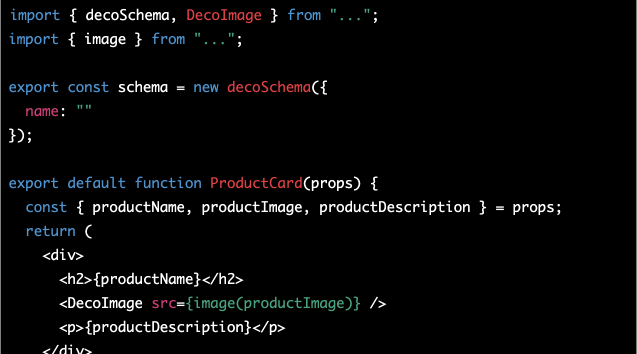 import { decoSchema, DecoImage } from "...";
import { image } from "...";
export const schema = new decoSchema({
name: ""
});
export default function ProductCard(props) {
const { productName, productImage, productDescription } = props;
return (
<div>
<h2>{productName}</h2>
<DecoImage src={image(productImage)} />
<p>{productDescription}</p>
</div>